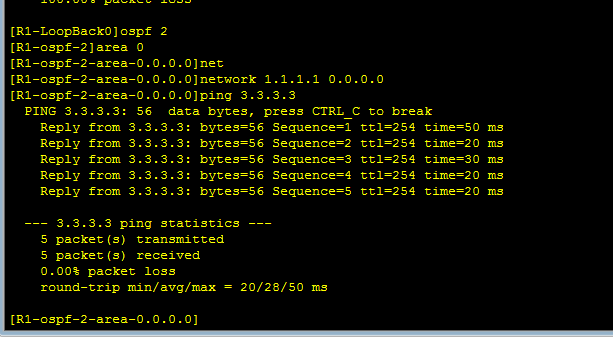 100.00% packet loss
[R1-LoopBack0]ospf 2
[R1-ospf-2]area 0
[R1-ospf-2-area-0.0.0.0]net
[R1-ospf-2-area-0.0.0.0]network 1.1.1.1 0.0.0.0
[R1-ospf-2-area-0.0.0.0]ping 3.3.3.3
PING 3.3.3.3: 56  data bytes, press CTRL_C to break
Reply from 3.3.3.3: bytes=56 Sequence=1 ttl=254 time=50 ms
Reply from 3.3.3.3: bytes=56 Sequence=2 ttl=254 time=20 ms
Reply from 3.3.3.3: bytes=56 Sequence=3 ttl=254 time=30 ms
Reply from 3.3.3.3: bytes=56 Sequence=4 ttl=254 time=20 ms
Reply from 3.3.3.3: bytes=56 Sequence=5 ttl=254 time=20 ms
--- 3.3.3.3 ping statistics ---
5 packet(s) transmitted
5 packet(s) received
0.00% packet loss
round-trip min/avg/max = 20/28/50 ms
[R1-ospf-2-area-0.0.0.0]